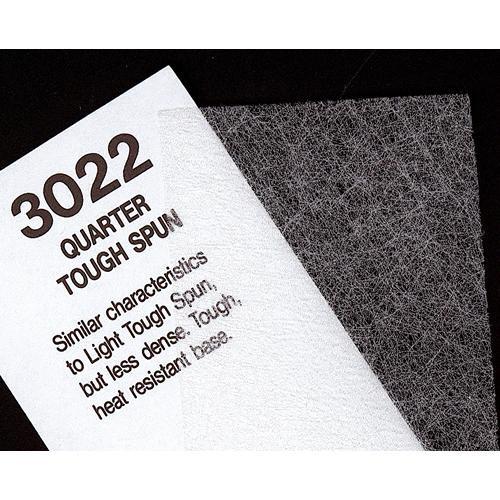 3022
QUARTER
TOUGH SPUN
Similar characteristics
to Light Tough Spun,
but less dense. Tough,
heat resistant base.